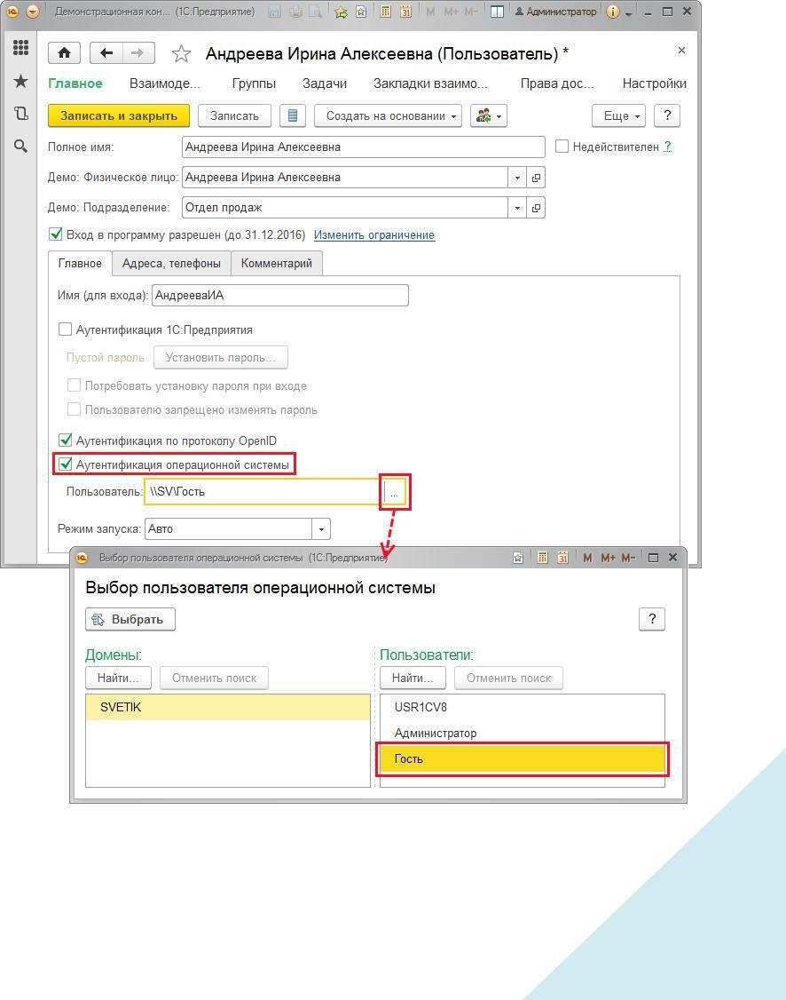 Демонстрационная кон... (1С:Предприятие) 31 M M+ M- Администратор
Андреева Ирина Алексеевна (Пользователь) *
Главное Взаимоде... Группы Задачи Закладки взаимо... Права дос... Настройки
Записать и закрыть Записать Создать на основании Еще ?
Полное имя: Андреева Ирина Алексеевна Недействителен ?
Демо: Физическое лицо: Андреева Ирина Алексеевна
Демо: Подразделение: Отдел продаж
Вход в программу разрешен (до 31.12.2016) Изменить ограничение
Главное Адреса, телефоны Комментарий
Имя (для входа): АндрееваИА
Аутентификация 1С:Предприятия
Пустой пароль Установить пароль...
Потребовать установку пароля при входе
Пользователю запрещено изменять пароль
Аутентификация по протоколу OpenID
Аутентификация операционной системы
Пользователь: \\SV\Гость ...
Режим запуска: Авто
Выбор пользователя операционной системы (1С:Предприятие) 31 M M+ M-
Выбор пользователя операционной системы
Выбрать ?
Домены: Пользователи:
Найти... Отменить поиск Найти... Отменить поиск
SVETIK USR1CV8
Администратор
Гость